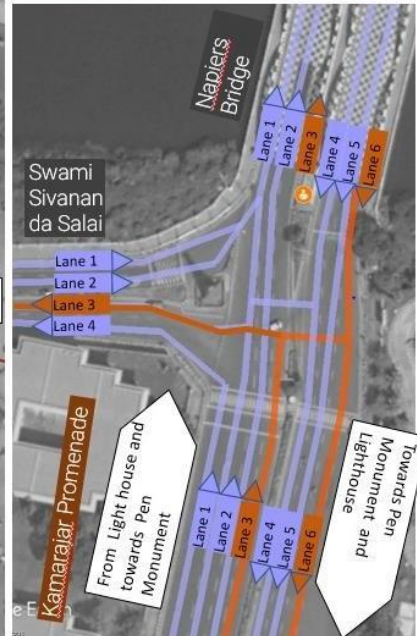 Napiers
Bridge
Lane 1
Lane 2
Lane 3
Lane 4
Lane 5
Lane 6
Swami
Sivanan
da Salai
Lane 1
Lane 2
Lane 3
Lane 4
Kamarajar Promenade
From Light house and
towards Pen
Monument
Towards Pen
Monument and
Lighthouse
Lane 1
Lane 2
Lane 3
Lane 4
Lane 5
Lane 6